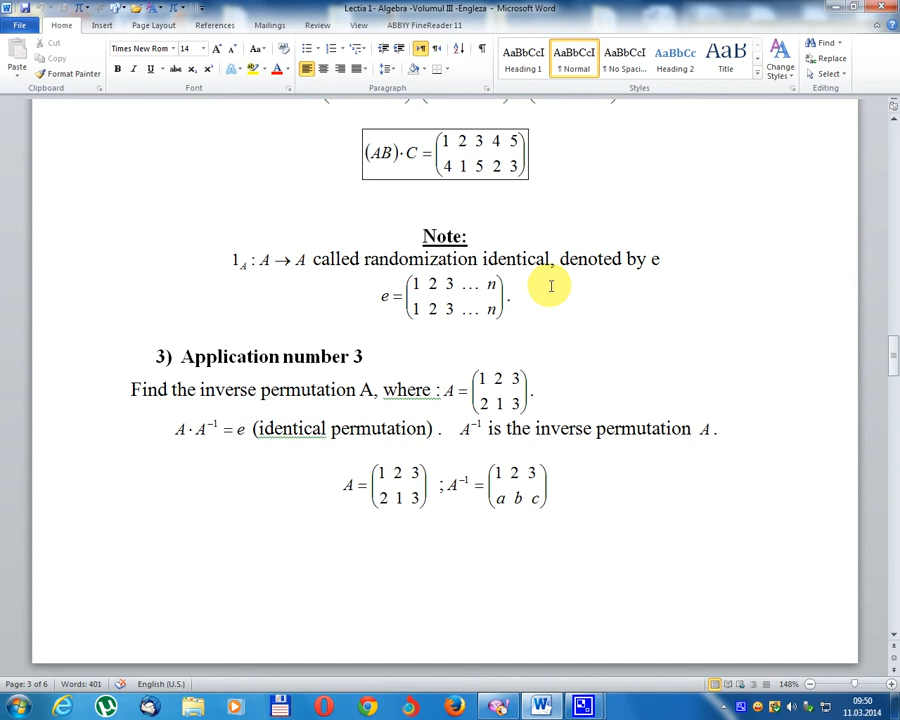 Lectia 1- Algebra -Volumul III -Engleza - Microsoft Word
File Home Insert Page Layout References Mailings Review View ABBYY FineReader 11
Cut
Copy
Format Painter
Paste
Clipboard
Times New Rom 14
Font
Paragraph
AaBbCcI AaBbCcI AaBbCcI AaBbCc AaB
Heading 1 ¶ Normal ¶ No Spaci... Heading 2 Title
Change Styles
Styles
Find
Replace
Select
Editing
(AB)·C = (1 2 3 4 5
4 1 5 2 3)
Note:
1_A : A → A called randomization identical, denoted by e
e = (1 2 3 … n
1 2 3 … n).
3) Application number 3
Find the inverse permutation A, where : A = (1 2 3
2 1 3).
A · A⁻¹ = e (identical permutation) . A⁻¹ is the inverse permutation A.
A = (1 2 3
2 1 3) ; A⁻¹ = (1 2 3
a b c)
Page: 3 of 6 Words: 401 English (U.S.) 148%
09:50
11.03.2014